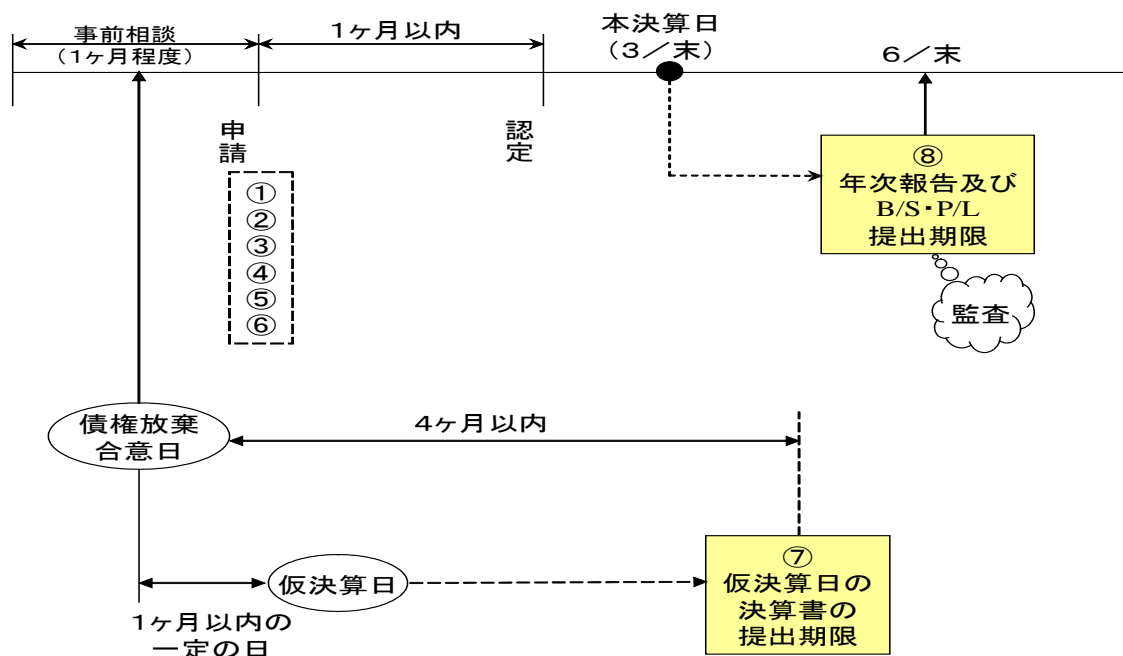 事前相談
（1ヶ月程度）
1ヶ月以内
本決算日
（3／末）
6／末
申請
認定
①
②
③
④
⑤
⑥
⑧
年次報告及び
B/S・P/L
提出期限
監査
債権放棄
合意日
4ヶ月以内
仮決算日
1ヶ月以内の
一定の日
⑦
仮決算日の
決算書の
提出期限